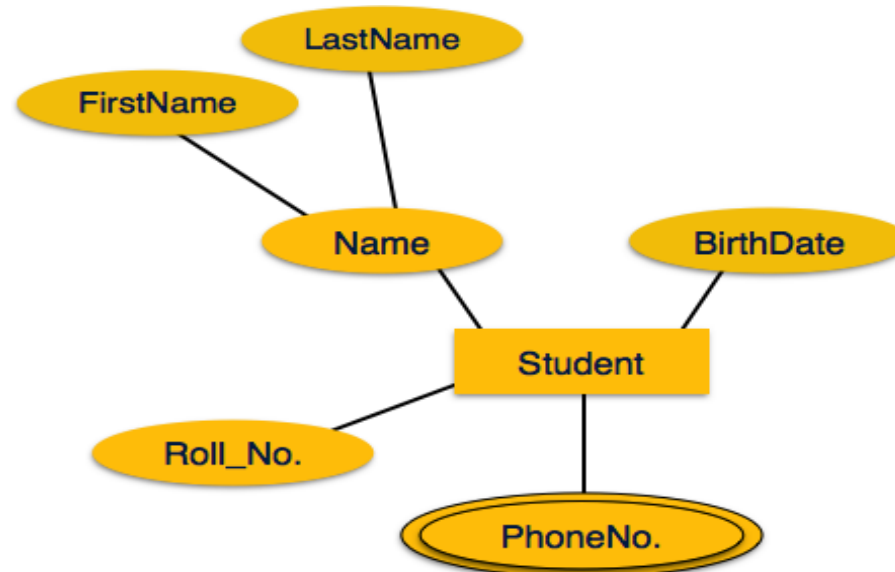 LastName
FirstName
Name
BirthDate
Student
Roll_No.
PhoneNo.